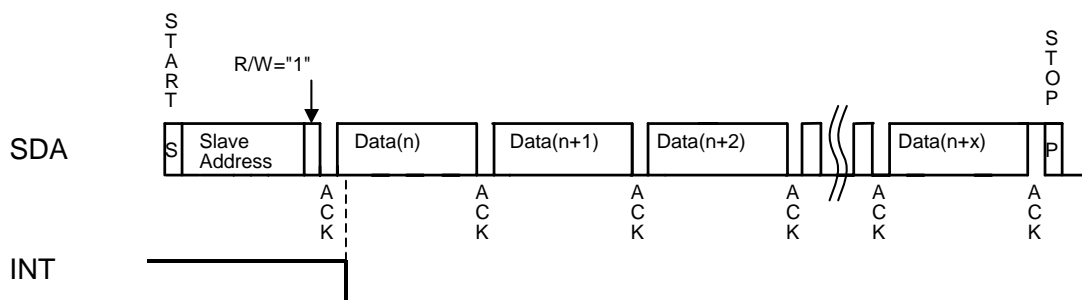 START
STOP
R/W="1"
SDA
S
Slave
Address
Data(n)
Data(n+1)
Data(n+2)
Data(n+x)
P
ACK
ACK
ACK
ACK
ACK
ACK
INT